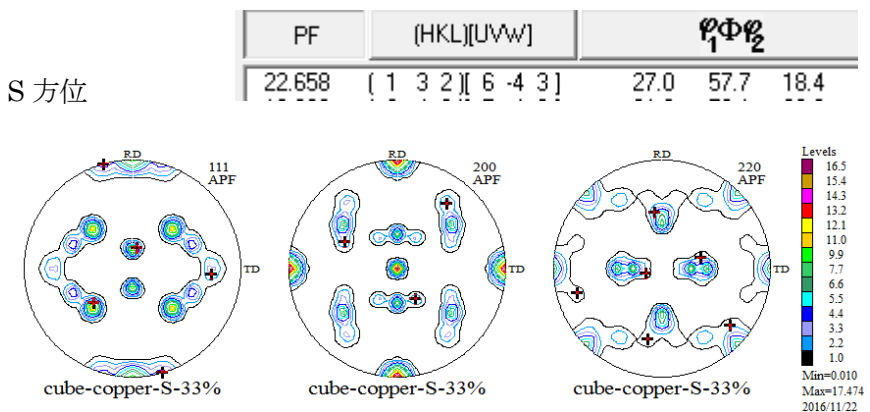 PF (HKL)[UVW] φ1Φφ2
S 方位
22.658 ( 1 3 2)[ 6 -4 3] 27.0 57.7 18.4
RD
111
APF
TD
cube-copper-S-33%
RD
200
APF
TD
cube-copper-S-33%
RD
220
APF
TD
cube-copper-S-33%
Levels
16.5
15.4
14.3
13.2
12.1
11.0
9.9
7.7
6.6
5.5
4.4
3.3
2.2
1.0
Min=0.010
Max=17.474
2016/11/22